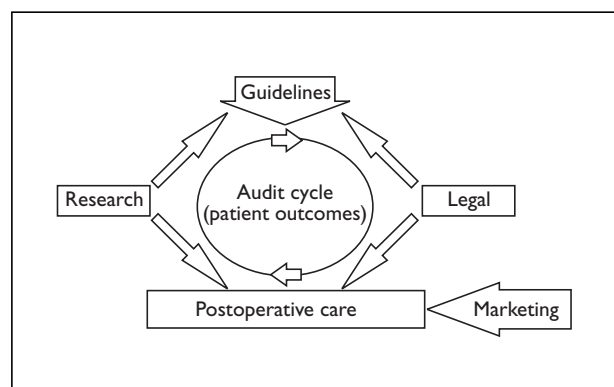 Guidelines
Research
Audit cycle
(patient outcomes)
Legal
Postoperative care
Marketing